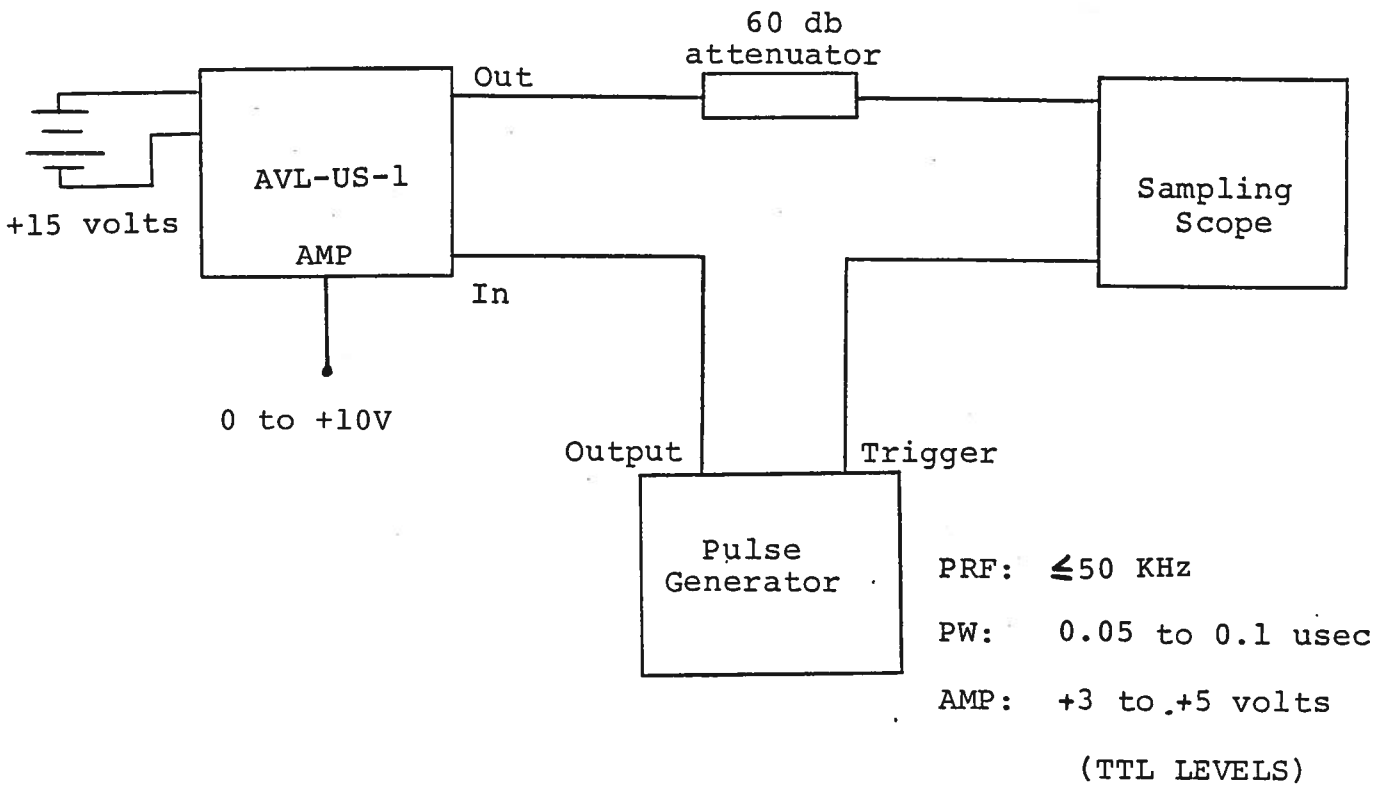 60 db
attenuator
Out
AVL-US-1
+15 volts
AMP
In
Sampling
Scope
0 to +10V
Output
Trigger
Pulse
Generator
PRF: ≤50 KHz
PW: 0.05 to 0.1 usec
AMP: +3 to +5 volts
(TTL LEVELS)